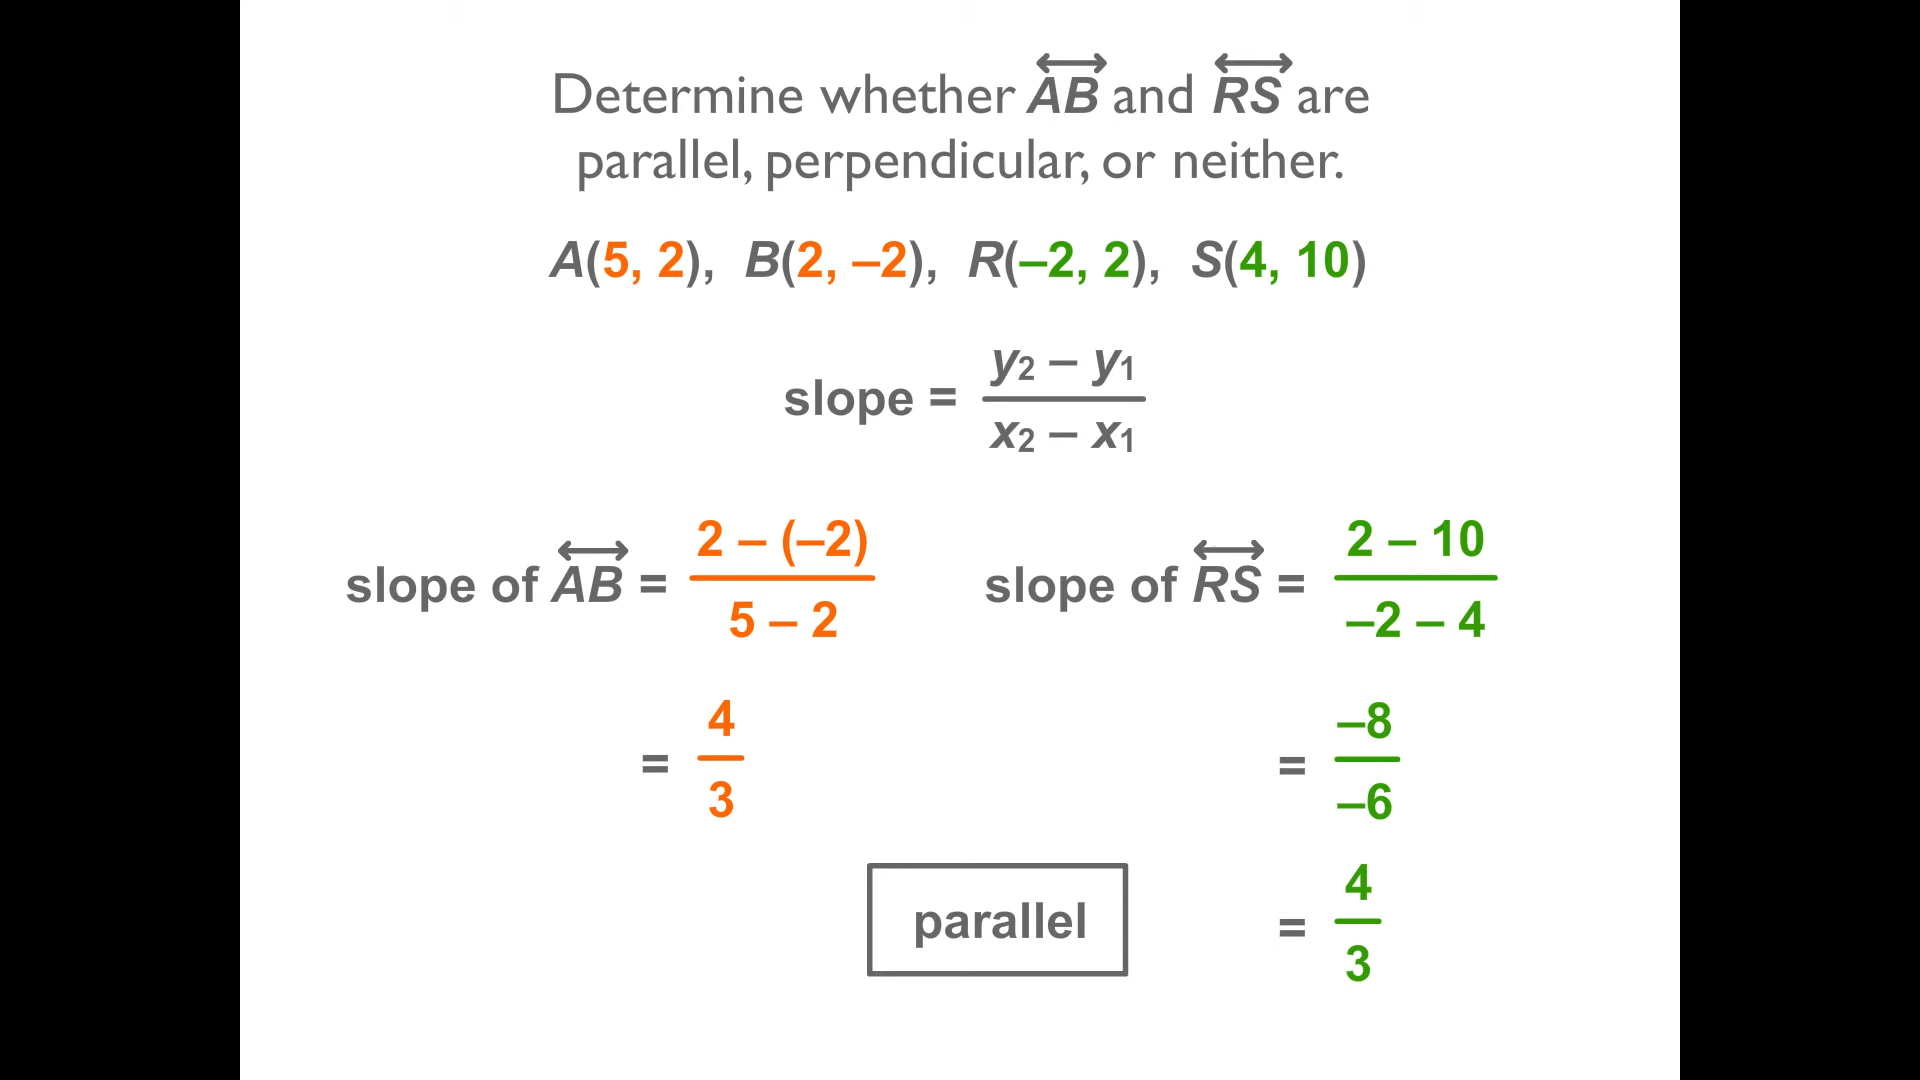 Determine whether AB and RS are
parallel, perpendicular, or neither.
A(5, 2), B(2, –2), R(–2, 2), S(4, 10)
slope = y₂ – y₁ / x₂ – x₁
slope of AB = 2 – (–2) / 5 – 2
slope of RS = 2 – 10 / –2 – 4
= 4 / 3
= –8 / –6
= 4 / 3
parallel